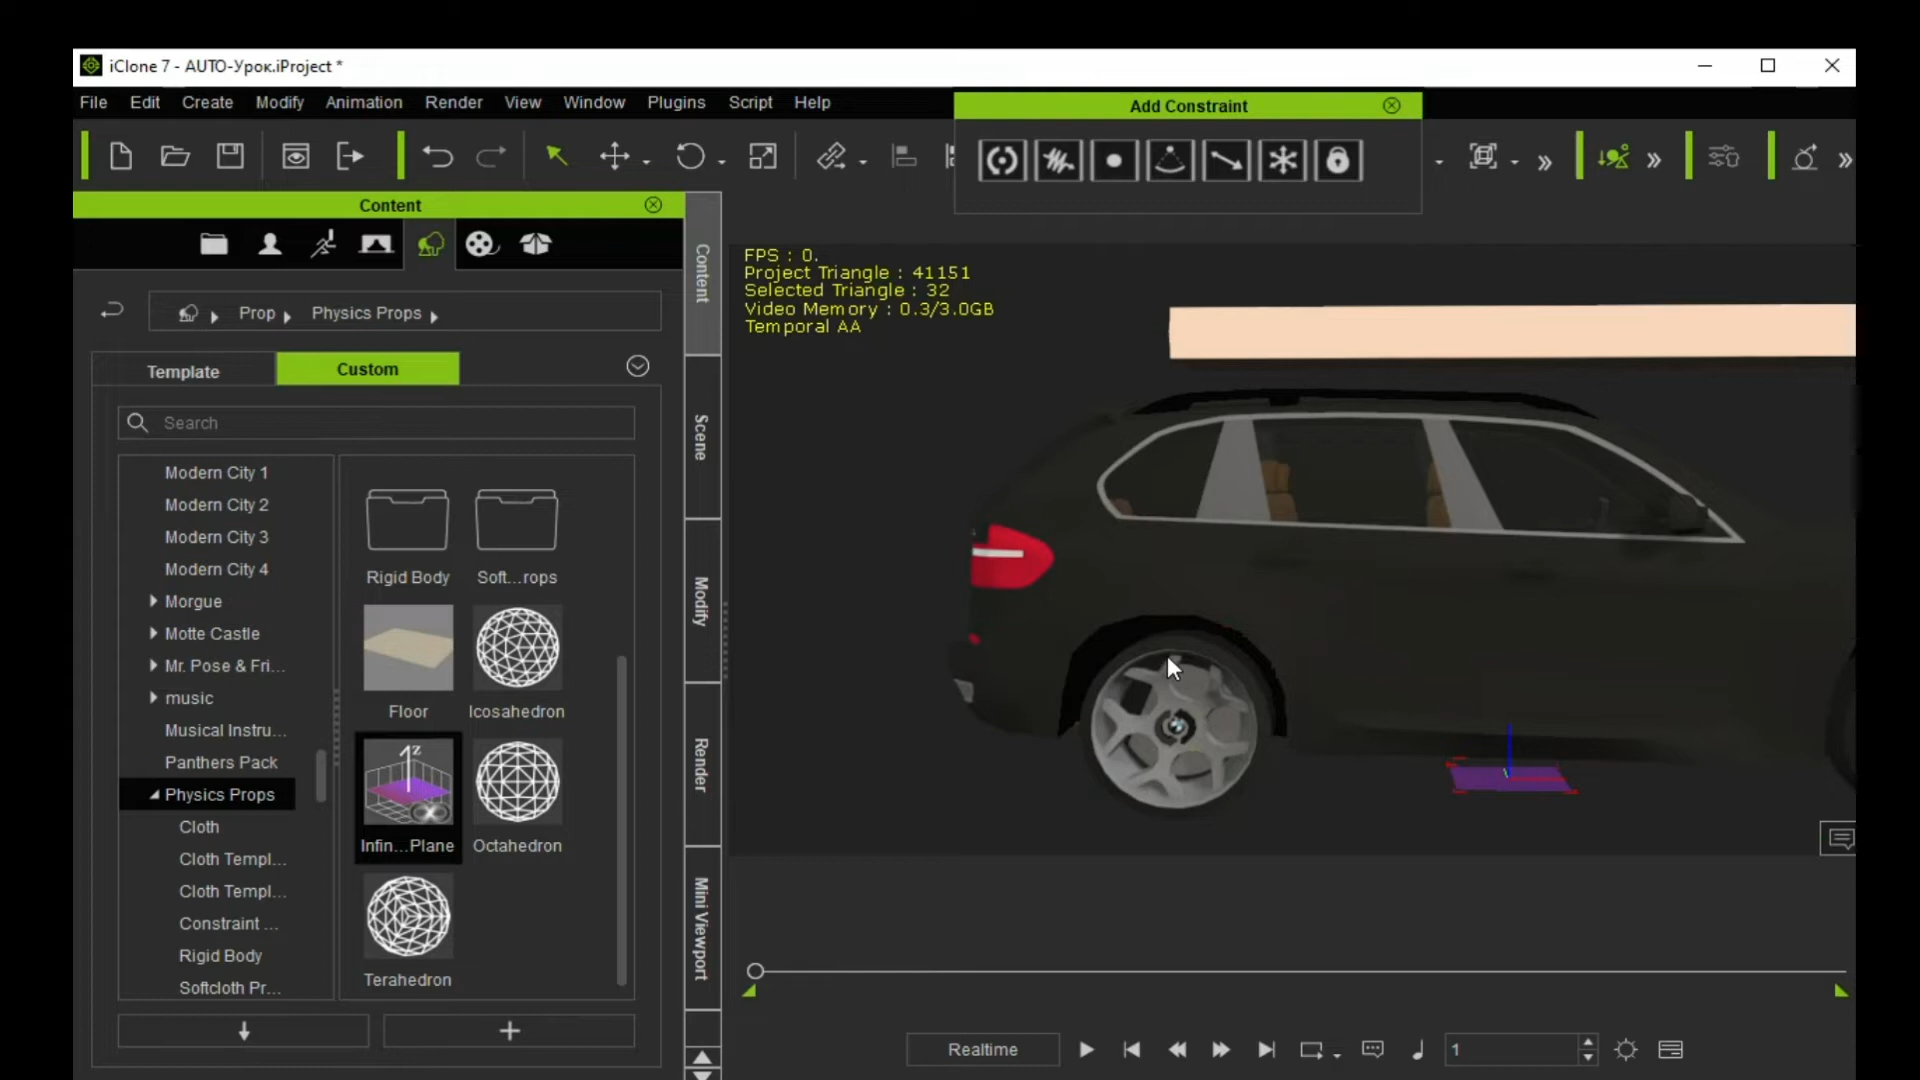 iClone 7 - AUTO-Урок.iProject *
File Edit Create Modify Animation Render View Window Plugins Script Help
Add Constraint
Content
Prop Physics Props
Template Custom
Search
Modern City 1
Modern City 2
Modern City 3
Modern City 4
Morgue
Motte Castle
Mr. Pose & Fri...
music
Musical Instru...
Panthers Pack
Physics Props
Cloth
Cloth Templ...
Cloth Templ...
Constraint ...
Rigid Body
Softcloth Pr...
Rigid Body Soft...rops
Floor Icosahedron
Z
Infin...Plane Octahedron
Terahedron
Content
Scene
Modify
Render
Mini Viewport
FPS : 0.
Project Triangle : 41151
Selected Triangle : 32
Video Memory : 0.3/3.0GB
Temporal AA
Realtime
1